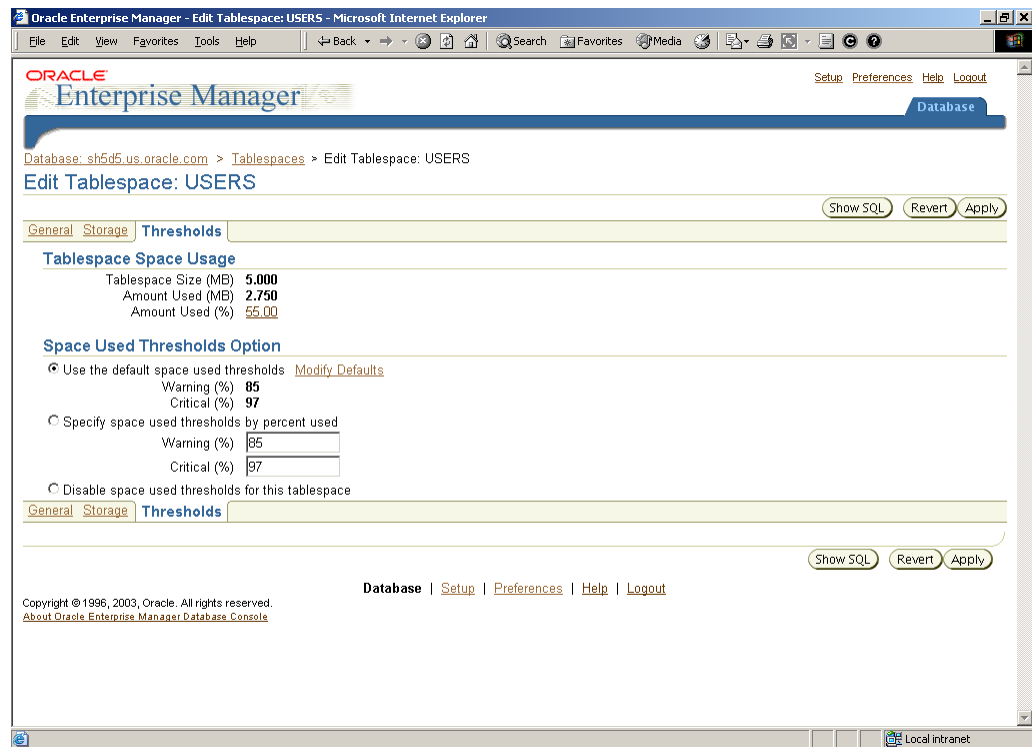 Oracle Enterprise Manager - Edit Tablespace: USERS - Microsoft Internet Explorer
File Edit View Favorites Tools Help Back Search Favorites Media
ORACLE
Enterprise Manager
Setup Preferences Help Logout
Database
Database: sh5d5.us.oracle.com > Tablespaces > Edit Tablespace: USERS
Edit Tablespace: USERS
Show SQL Revert Apply
General Storage Thresholds
Tablespace Space Usage
Tablespace Size (MB) 5.000
Amount Used (MB) 2.750
Amount Used (%) 55.00
Space Used Thresholds Option
Use the default space used thresholds Modify Defaults
Warning (%) 85
Critical (%) 97
Specify space used thresholds by percent used
Warning (%) 85
Critical (%) 97
Disable space used thresholds for this tablespace
General Storage Thresholds
Show SQL Revert Apply
Database | Setup | Preferences | Help | Logout
Copyright © 1996, 2003, Oracle. All rights reserved.
About Oracle Enterprise Manager Database Console
Local intranet